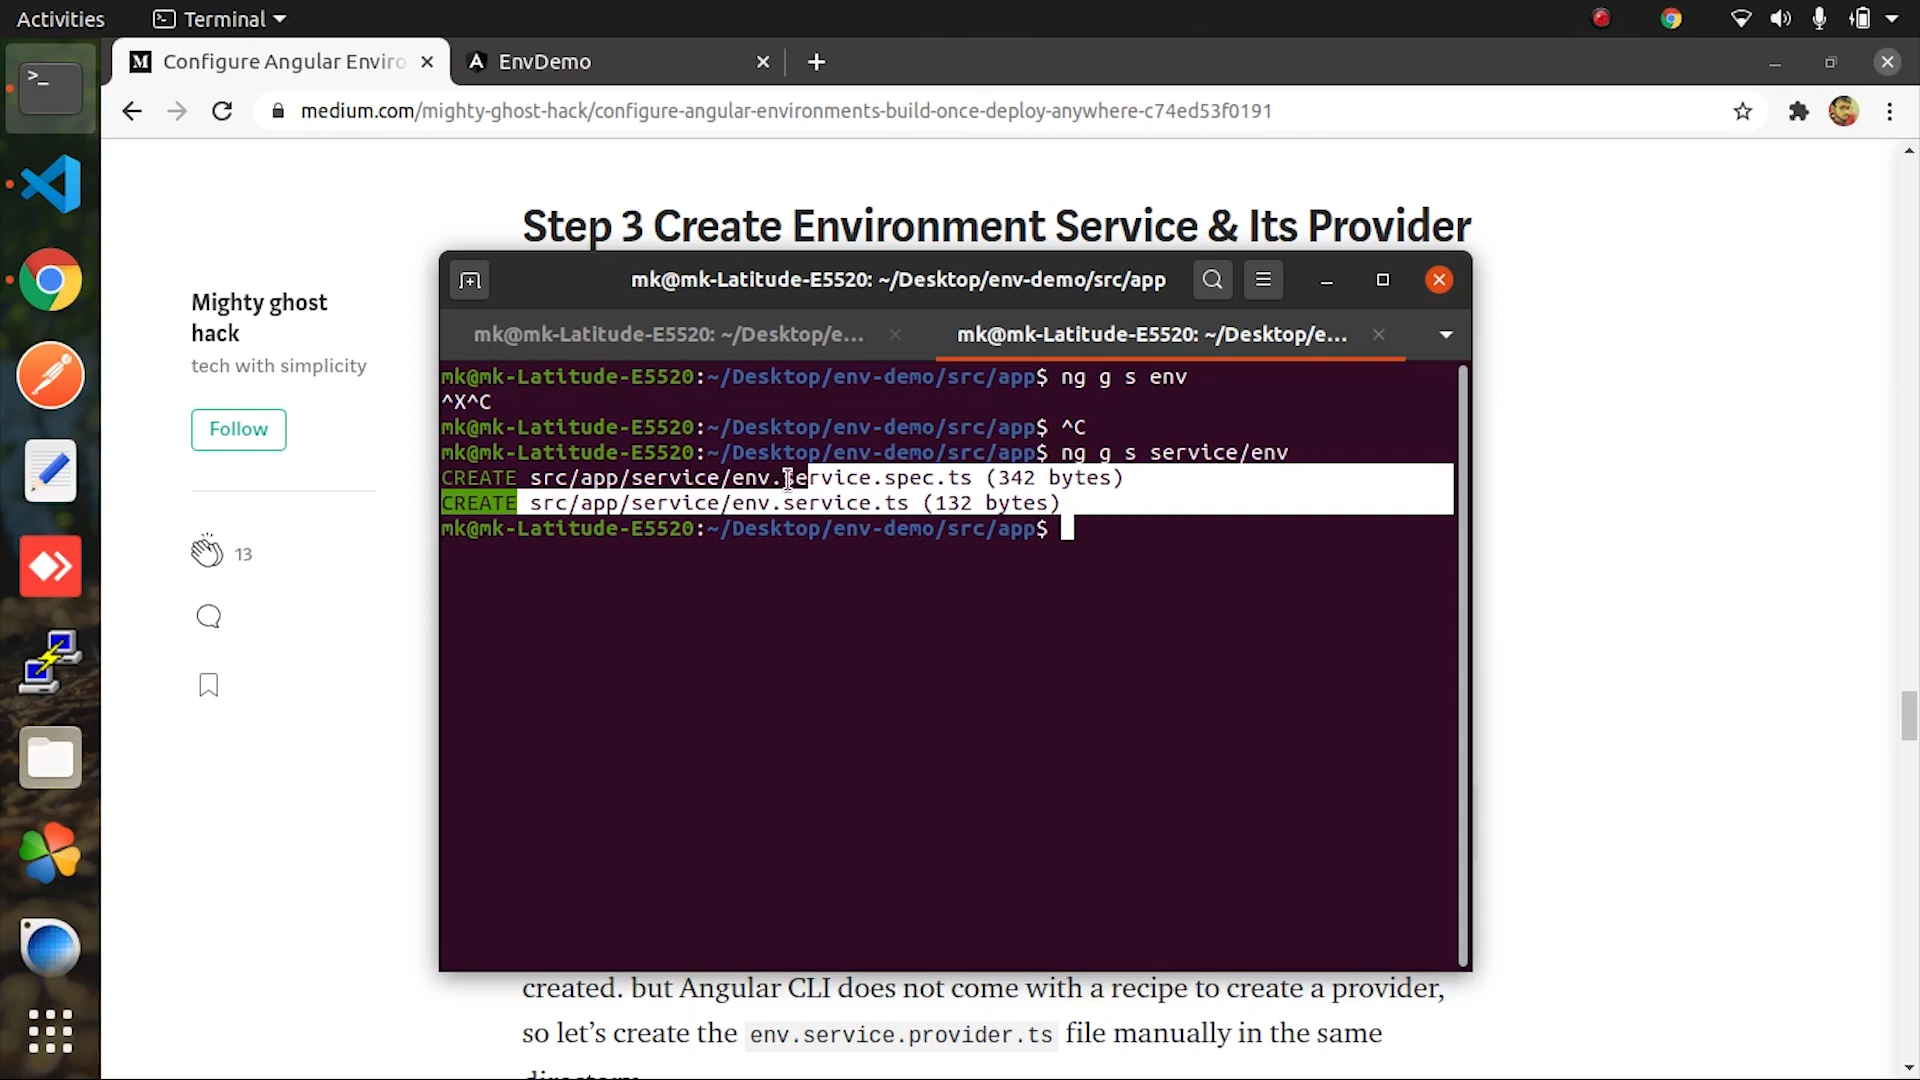 Activities
Terminal
Configure Angular Enviro
EnvDemo
medium.com/mighty-ghost-hack/configure-angular-environments-build-once-deploy-anywhere-c74ed53f0191
Step 3 Create Environment Service & Its Provider
Mighty ghost
hack
tech with simplicity
Follow
13
mk@mk-Latitude-E5520: ~/Desktop/env-demo/src/app
mk@mk-Latitude-E5520: ~/Desktop/e...
mk@mk-Latitude-E5520: ~/Desktop/e...
mk@mk-Latitude-E5520:~/Desktop/env-demo/src/app$ ng g s env
^X^C
mk@mk-Latitude-E5520:~/Desktop/env-demo/src/app$ ^C
mk@mk-Latitude-E5520:~/Desktop/env-demo/src/app$ ng g s service/env
CREATE src/app/service/env.service.spec.ts (342 bytes)
CREATE src/app/service/env.service.ts (132 bytes)
mk@mk-Latitude-E5520:~/Desktop/env-demo/src/app$
created. but Angular CLI does not come with a recipe to create a provider,
so let’s create the env.service.provider.ts file manually in the same